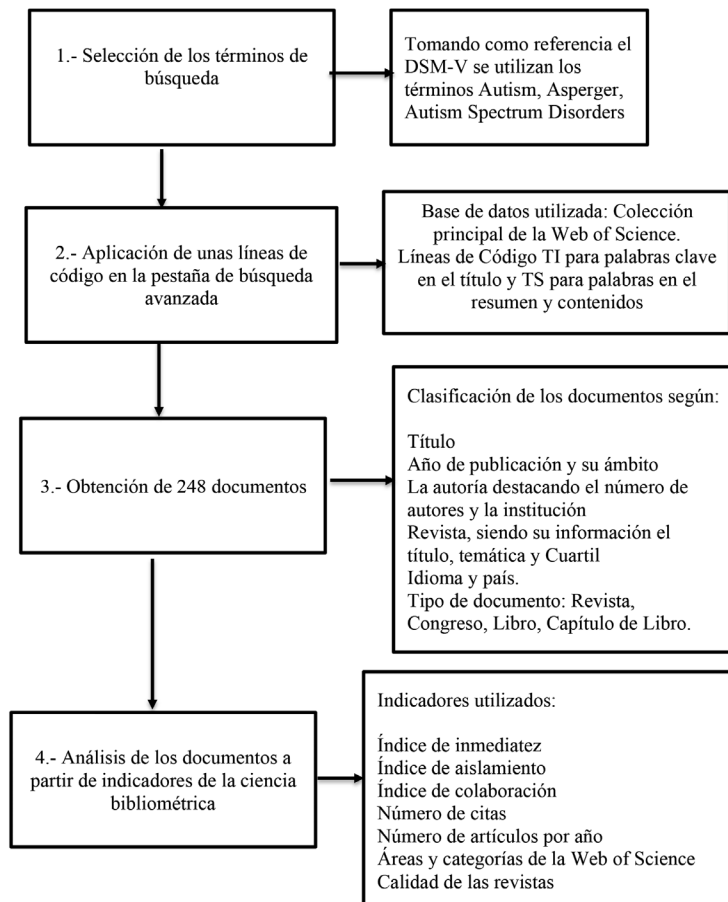 1.- Selección de los términos de
búsqueda
Tomando como referencia el
DSM-V se utilizan los
términos Autism, Asperger,
Autism Spectrum Disorders
2.- Aplicación de unas líneas de
código en la pestaña de búsqueda
avanzada
Base de datos utilizada: Colección
principal de la Web of Science.
Líneas de Código TI para palabras clave
en el título y TS para palabras en el
resumen y contenidos
3.- Obtención de 248 documentos
Clasificación de los documentos según:
Título
Año de publicación y su ámbito
La autoría destacando el número de
autores y la institución
Revista, siendo su información el
título, temática y Cuartil
Idioma y país.
Tipo de documento: Revista,
Congreso, Libro, Capítulo de Libro.
4.- Análisis de los documentos a
partir de indicadores de la ciencia
bibliométrica
Indicadores utilizados:
Índice de inmediatez
Índice de aislamiento
Índice de colaboración
Número de citas
Número de artículos por año
Áreas y categorías de la Web of Science
Calidad de las revistas